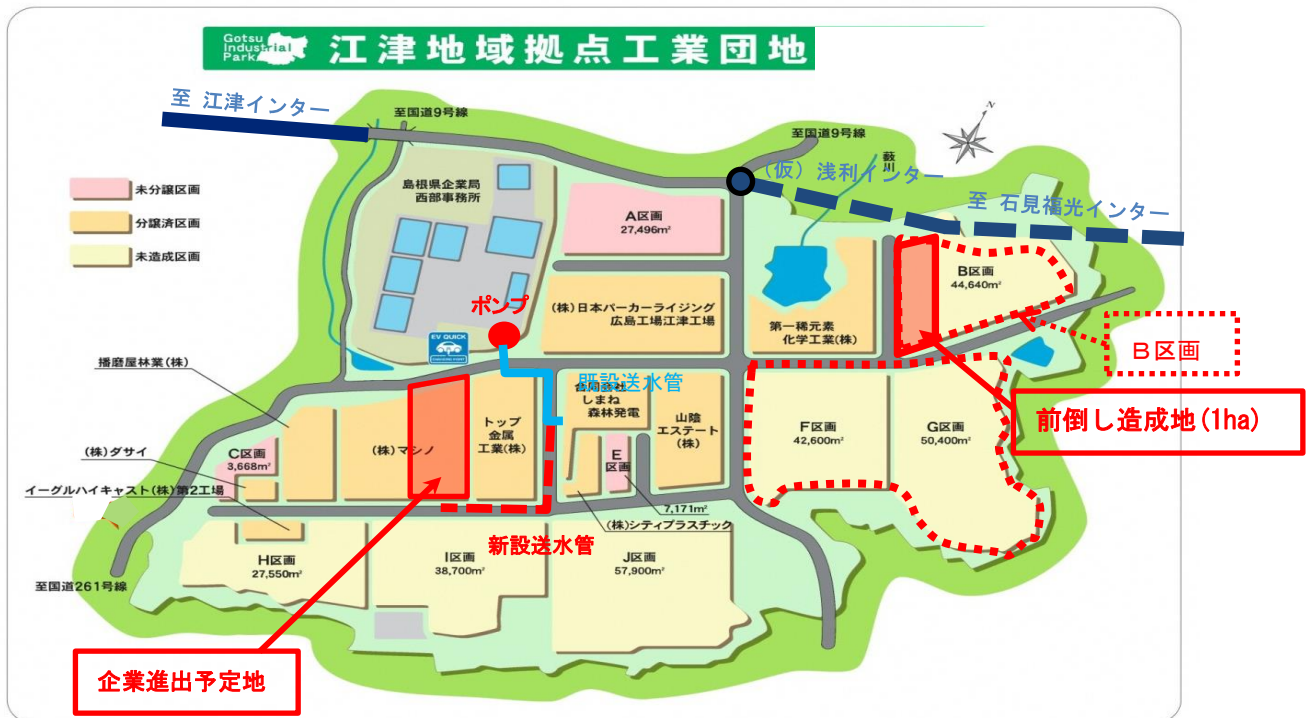 Gotsu
Industrial
Park
江津地域拠点工業団地
至 江津インター
至国道9号線
至国道9号線
N
藪川
(仮)浅利インター
至 石見福光インター
未分譲区画
分譲済区画
未造成区画
島根県企業局
西部事務所
A区画
27,496m²
B区画
44,640m²
ポンプ
(株)日本パーカーライジング
広島工場江津工場
第一稀元素
化学工業(株)
EV QUICK
B区画
播磨屋林業(株)
既設送水管
合同会社
しまね
森林発電
トップ
金属
工業(株)
山陰
エステート
(株)
前倒し造成地(1ha)
F区画
42,600m²
G区画
50,400m²
(株)ダサイ
C区画
3,668m²
(株)マシノ
E
区画
イーグルハイキャスト(株)第2工場
7,171m²
(株)シティプラスチック
新設送水管
H区画
27,550m²
I区画
38,700m²
J区画
57,900m²
至国道261号線
企業進出予定地